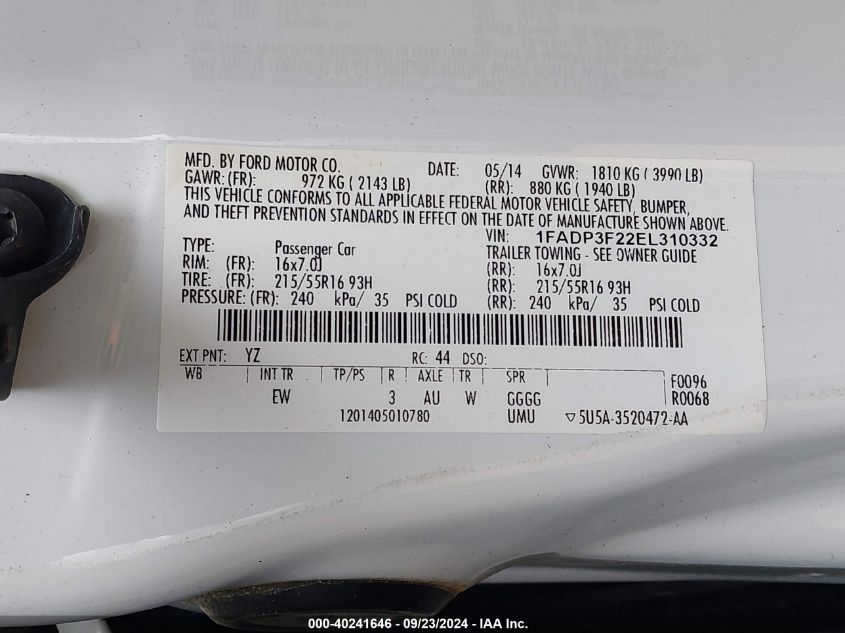 MFD. BY FORD MOTOR CO. DATE: 05/14 GVWR: 1810 KG ( 3990 LB)
GAWR: (FR): 972 KG ( 2143 LB) (RR): 880 KG ( 1940 LB)
THIS VEHICLE CONFORMS TO ALL APPLICABLE FEDERAL MOTOR VEHICLE SAFETY, BUMPER,
AND THEFT PREVENTION STANDARDS IN EFFECT ON THE DATE OF MANUFACTURE SHOWN ABOVE.
VIN: 1FADP3F22EL310332
TYPE: Passenger Car TRAILER TOWING - SEE OWNER GUIDE
RIM: (FR): 16x7.0J (RR): 16x7.0J
TIRE: (FR): 215/55R16 93H (RR): 215/55R16 93H
PRESSURE: (FR): 240 kPa/ 35 PSI COLD (RR): 240 kPa/ 35 PSI COLD
EXT PNT: YZ RC: 44 DSO:
WB INT TR TP/PS R AXLE TR SPR F0096
EW 3 AU W GGGG R0068
1201405010780 UMU ▽5U5A-3520472-AA
000-40241646 - 09/23/2024 - IAA Inc.